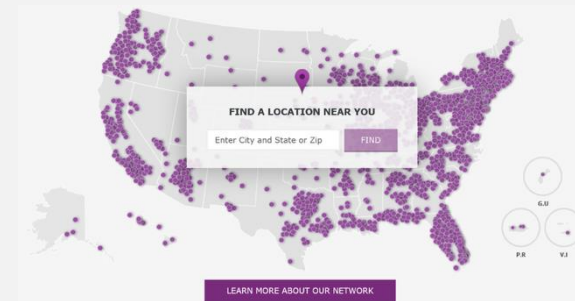 FIND A LOCATION NEAR YOU
Enter City and State or Zip
FIND
G.U
P.R
V.I
LEARN MORE ABOUT OUR NETWORK